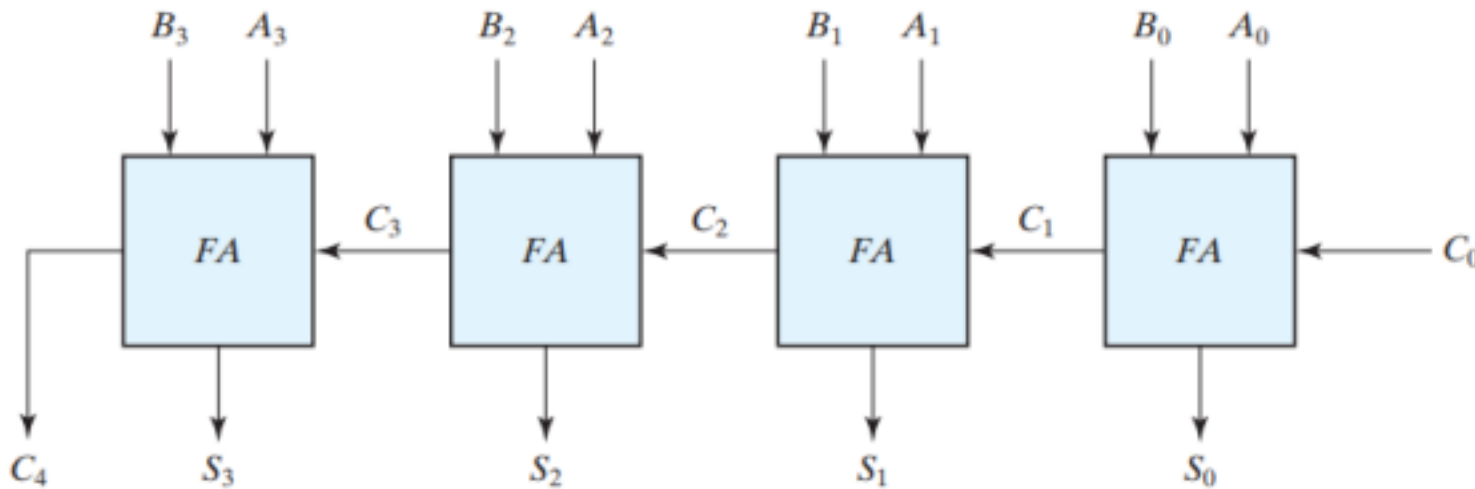 B₃ A₃ B₂ A₂ B₁ A₁ B₀ A₀
FA C₃ FA C₂ FA C₁ FA C₀
C₄ S₃ S₂ S₁ S₀